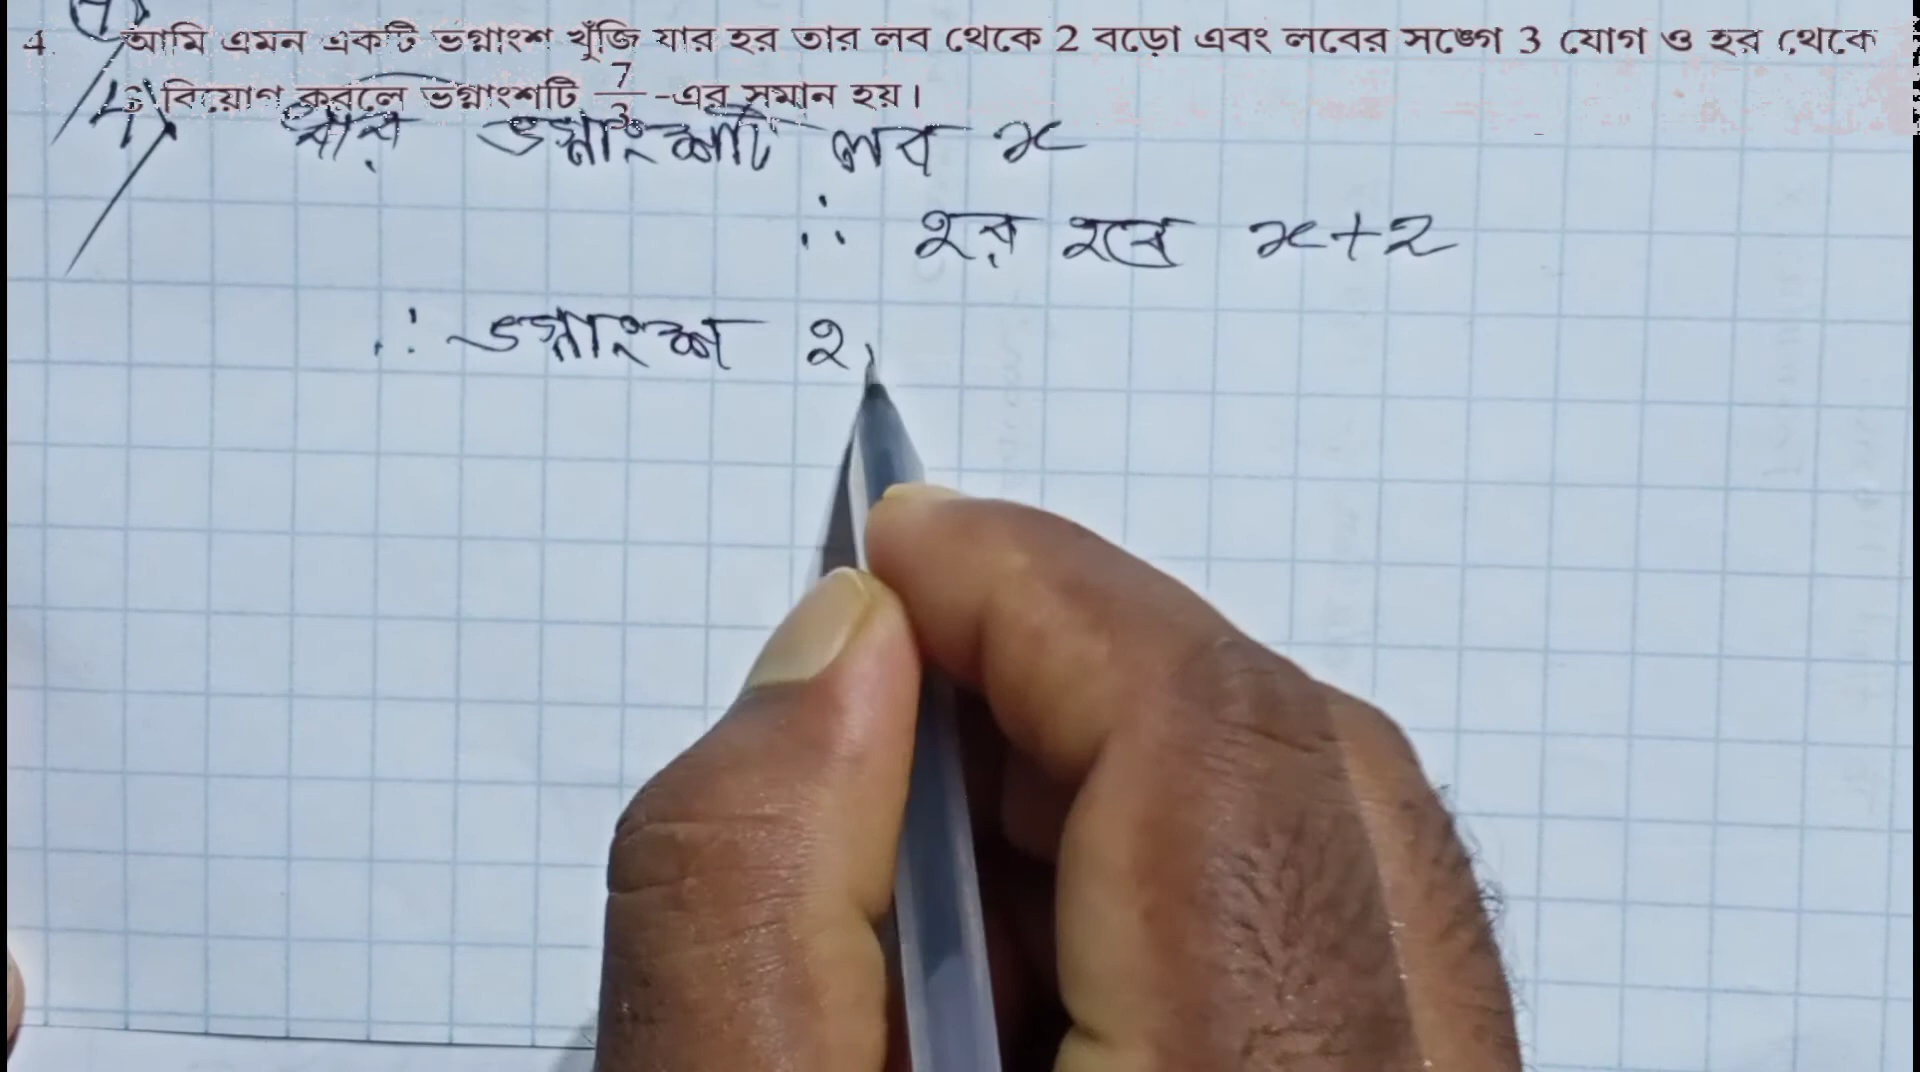 4. আমি এমন একটি ভগ্নাংশ খুঁজি যার হর তার লব থেকে 2 বড়ো এবং লবের সঙ্গে 3 যোগ ও হর থেকে
বিয়োগ করলে ভগ্নাংশটি 7/3 -এর সমান হয়।
4) ভগ্নাংশটি লব x
∴ হর হবে x+2
∴ ভগ্নাংশ